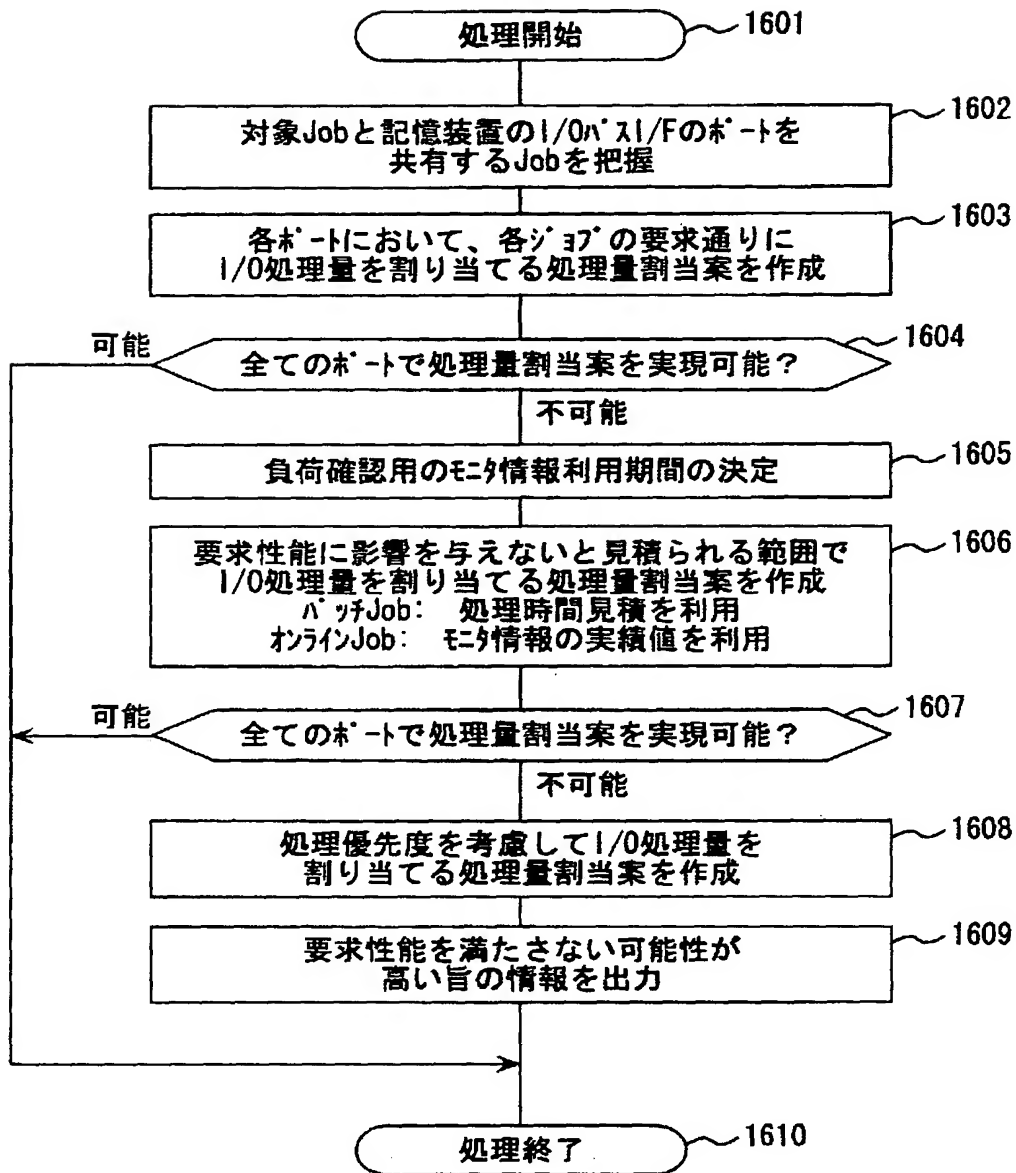 処理開始
1601
対象Jobと記憶装置のI/Oパス I/Fのポートを
共有するJobを把握
1602
各ポートにおいて、各ジョブの要求通りに
I/O処理量を割り当てる処理量割当案を作成
1603
全てのポートで処理量割当案を実現可能?
1604
可能
不可能
負荷確認用のモニタ情報利用期間の決定
1605
要求性能に影響を与えないと見積られる範囲で
I/O処理量を割り当てる処理量割当案を作成
バッチJob: 処理時間見積を利用
オンラインJob: モニタ情報の実績値を利用
1606
全てのポートで処理量割当案を実現可能?
1607
可能
不可能
処理優先度を考慮してI/O処理量を
割り当てる処理量割当案を作成
1608
要求性能を満たさない可能性が
高い旨の情報を出力
1609
処理終了
1610